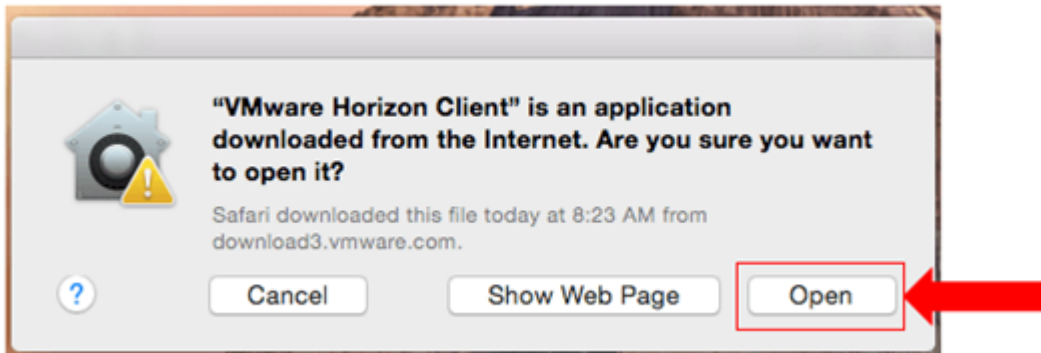 “VMware Horizon Client” is an application
downloaded from the Internet. Are you sure you want
to open it?
Safari downloaded this file today at 8:23 AM from
download3.vmware.com.
? Cancel Show Web Page Open